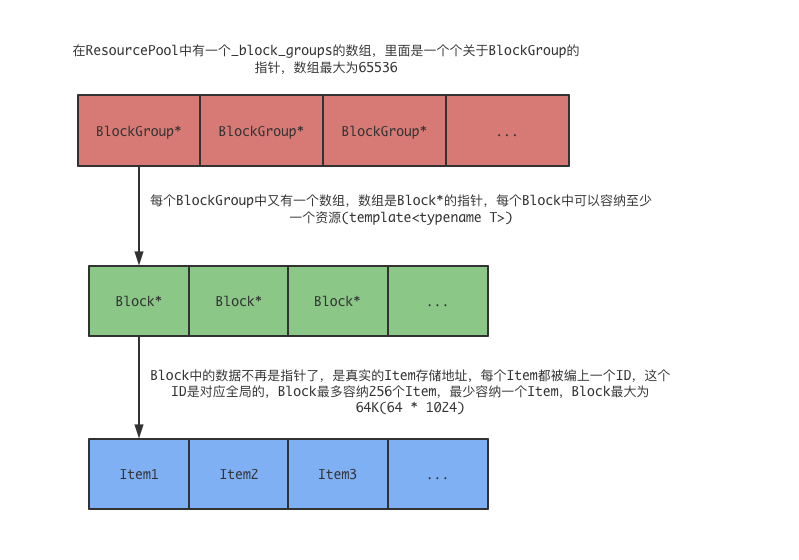 在ResourcePool中有一个_block_groups的数组，里面是一个个关于BlockGroup的
指针，数组最大为65536
BlockGroup* BlockGroup* BlockGroup* ...
每个BlockGroup中又有一个数组，数组是Block*的指针，每个Block中可以容纳至少
一个资源(template<typename T>)
Block* Block* Block* ...
Block中的数据不再是指针了，是真实的Item存储地址，每个Item都被编上一个ID，这个
ID是对应全局的，Block最多容纳256个Item，最少容纳一个Item，Block最大为
64K(64 * 1024)
Item1 Item2 Item3 ...